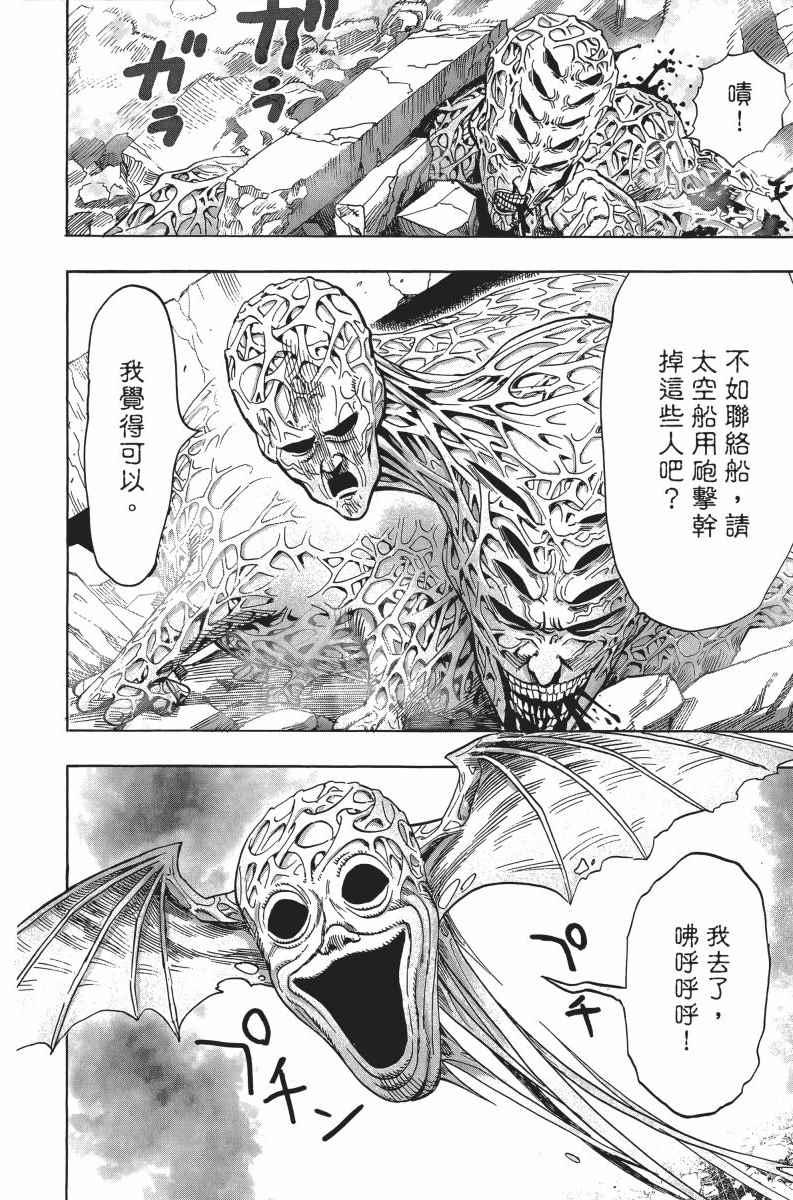 嘖！
ガラ
ガラ
不如聯絡船，請
太空船用砲擊幹
掉這些人吧？
我覺得可以。
我去了，
咈呼呼呼！
プチ
プチン